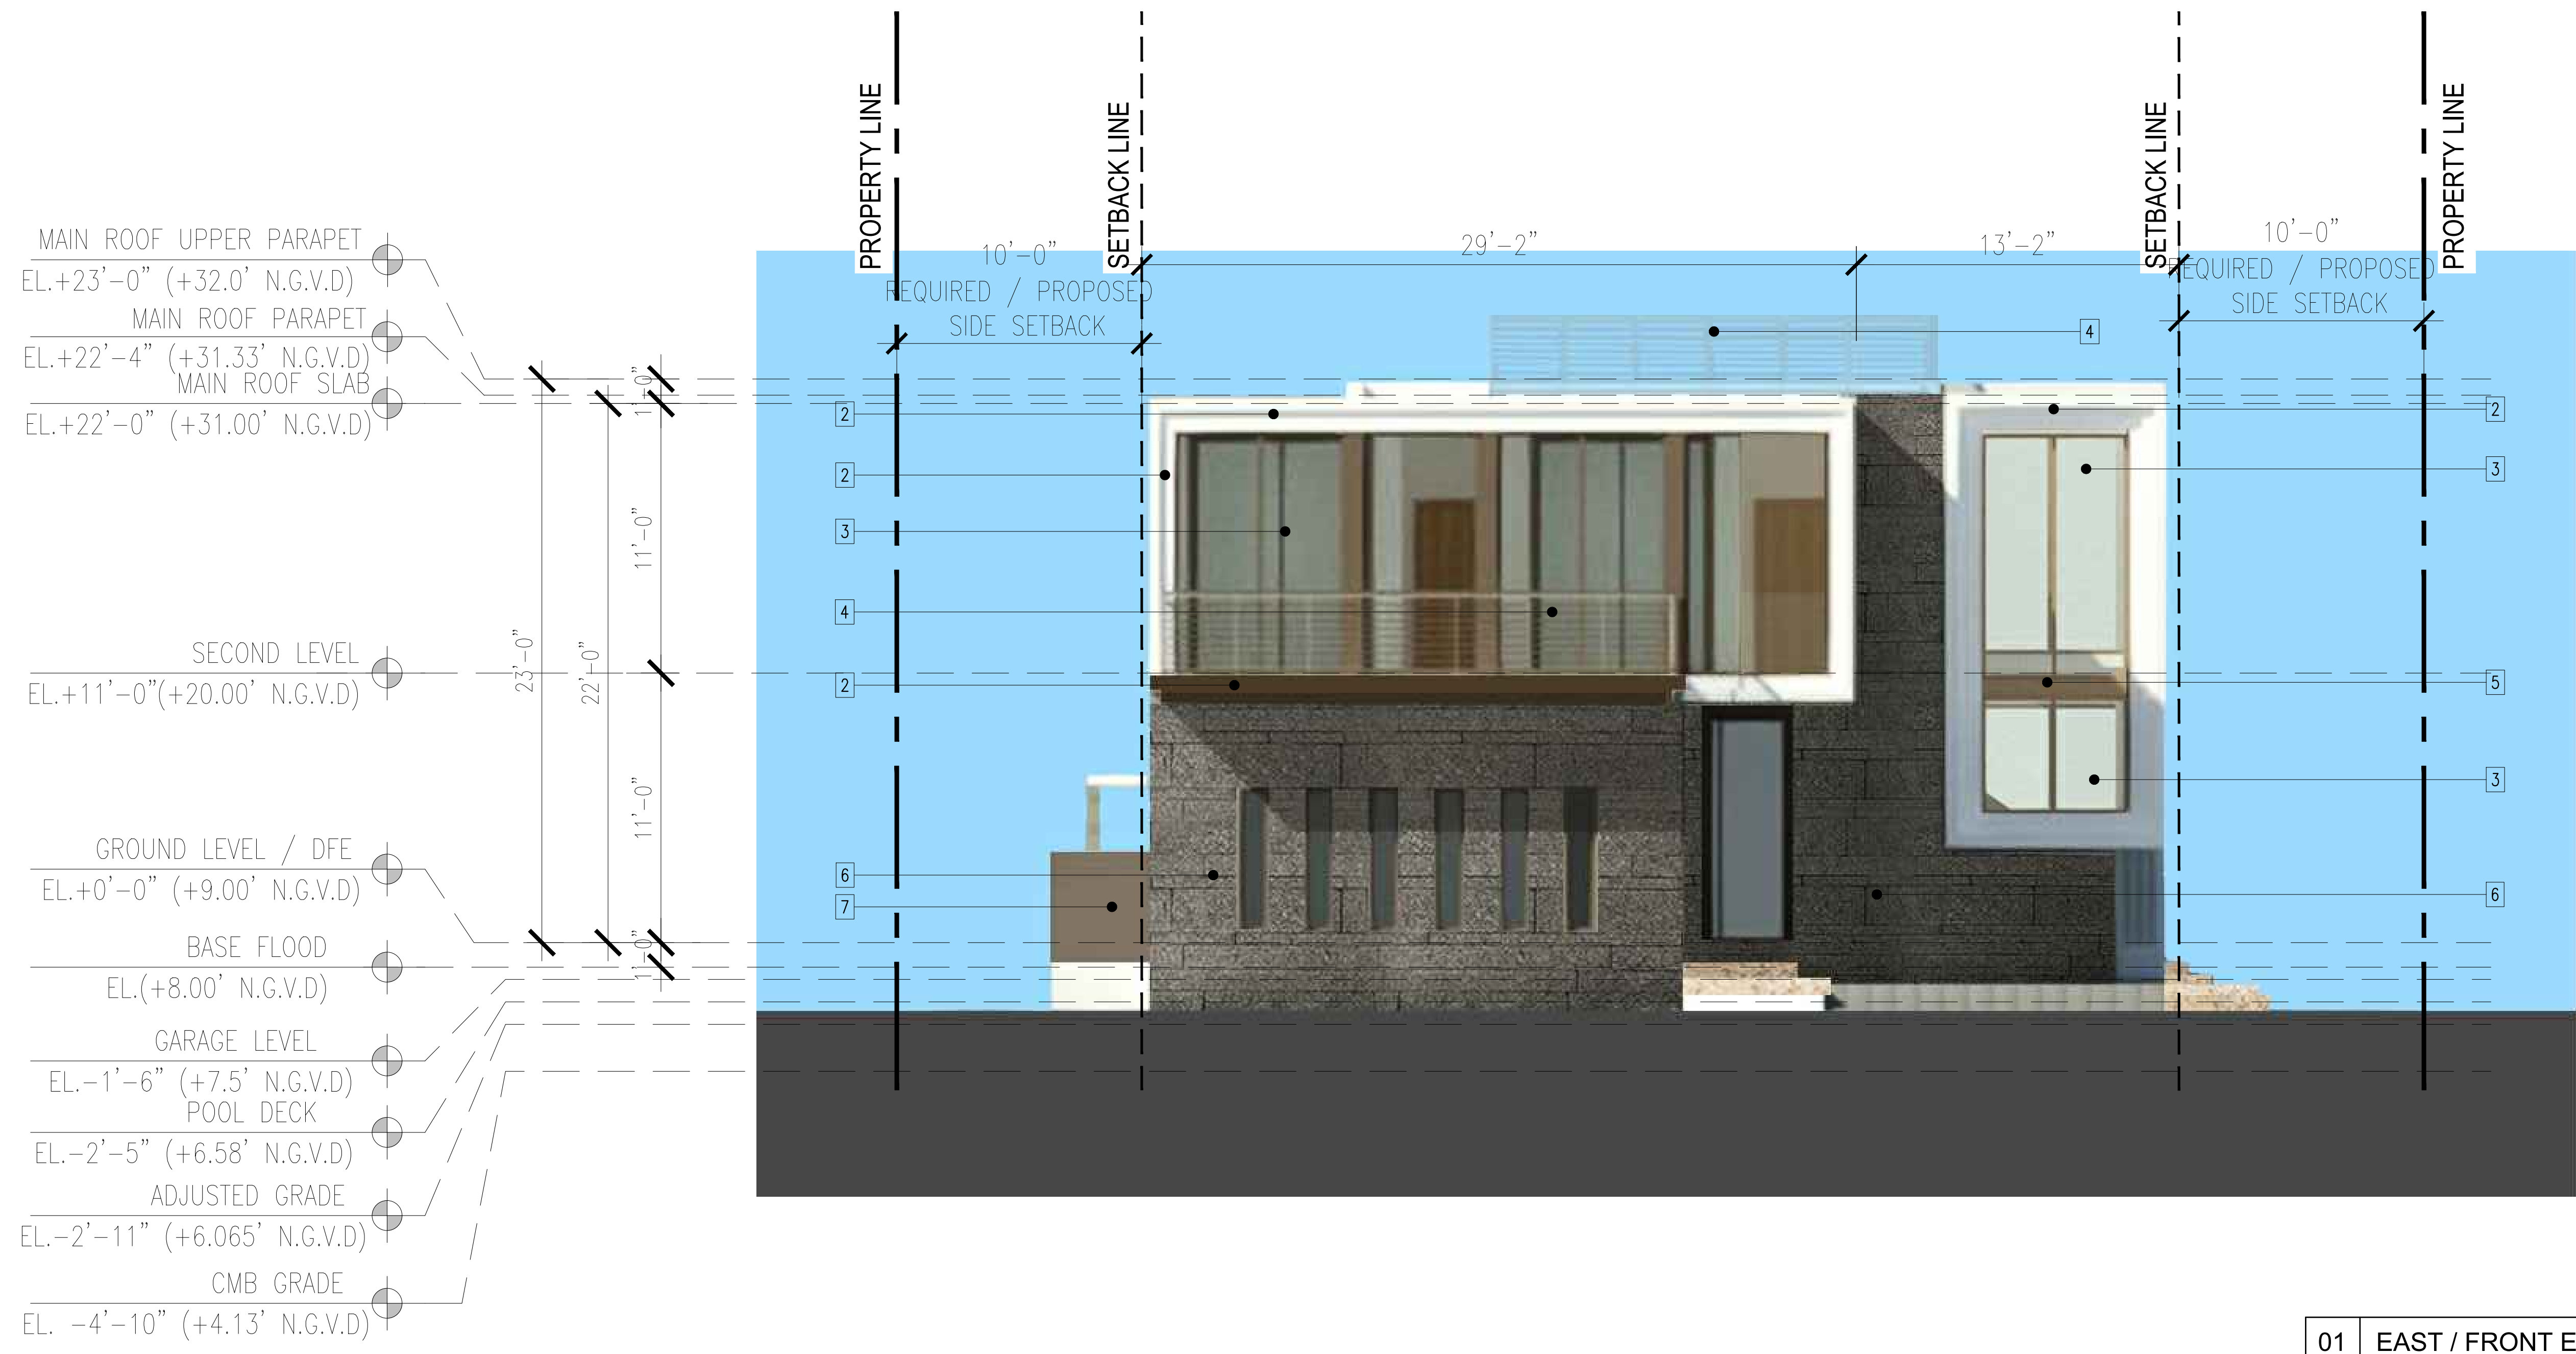 PROPERTY LINE
SETBACK LINE
SETBACK LINE
PROPERTY LINE
10'-0"
REQUIRED / PROPOSED
SIDE SETBACK
29'-2"
13'-2"
10'-0"
REQUIRED / PROPOSED
SIDE SETBACK
MAIN ROOF UPPER PARAPET
EL.+23'-0" (+32.0' N.G.V.D)
MAIN ROOF PARAPET
EL.+22'-4" (+31.33' N.G.V.D)
MAIN ROOF SLAB
EL.+22'-0" (+31.00' N.G.V.D)
SECOND LEVEL
EL.+11'-0"(+20.00' N.G.V.D)
GROUND LEVEL / DFE
EL.+0'-0" (+9.00' N.G.V.D)
BASE FLOOD
EL.(+8.00' N.G.V.D)
GARAGE LEVEL
EL.-1'-6" (+7.5' N.G.V.D)
POOL DECK
EL.-2'-5" (+6.58' N.G.V.D)
ADJUSTED GRADE
EL.-2'-11" (+6.065' N.G.V.D)
CMB GRADE
EL. -4'-10" (+4.13' N.G.V.D)
23'-0"
22'-0"
1'-0"
11'-0"
11'-0"
1'-0"
2
2
3
4
2
6
7
4
2
3
5
3
6
01 EAST / FRONT E